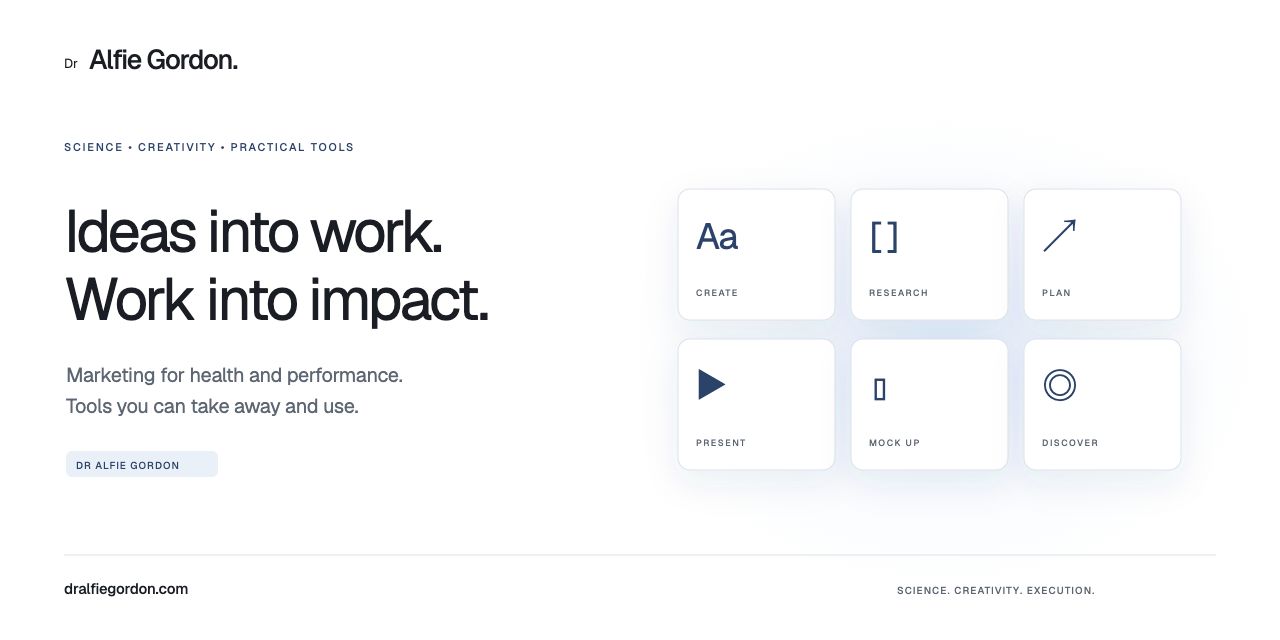 Dr Alfie Gordon.
SCIENCE • CREATIVITY • PRACTICAL TOOLS
Ideas into work.
Work into impact.
Marketing for health and performance.
Tools you can take away and use.
DR ALFIE GORDON
Aa
CREATE
[ ]
RESEARCH
PLAN
PRESENT
MOCK UP
DISCOVER
dralfiegordon.com
SCIENCE. CREATIVITY. EXECUTION.